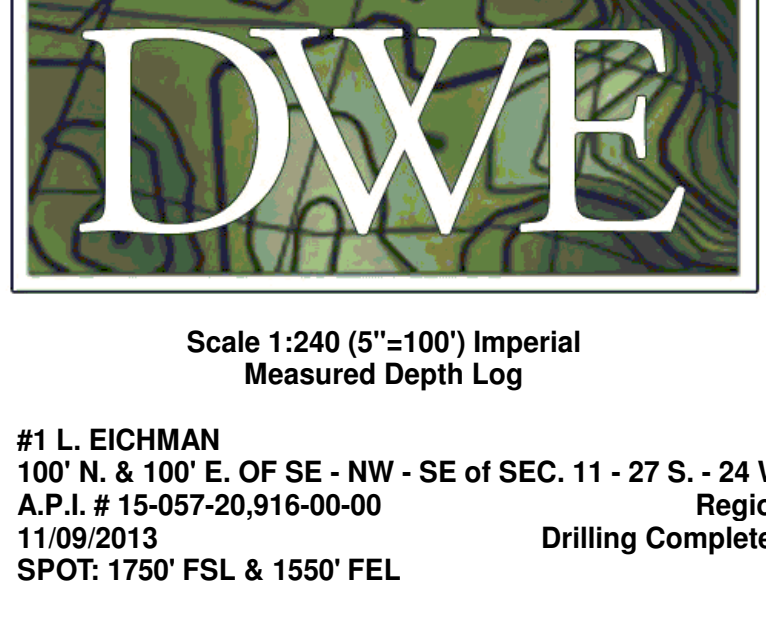 DWE
Scale 1:240 (5"=100') Imperial
Measured Depth Log
#1 L. EICHMAN
100' N. & 100' E. OF SE - NW - SE of SEC. 11 - 27 S. - 24
A.P.I. # 15-057-20,916-00-00 Regio
11/09/2013 Drilling Complete
SPOT: 1750' FSL & 1550' FEL